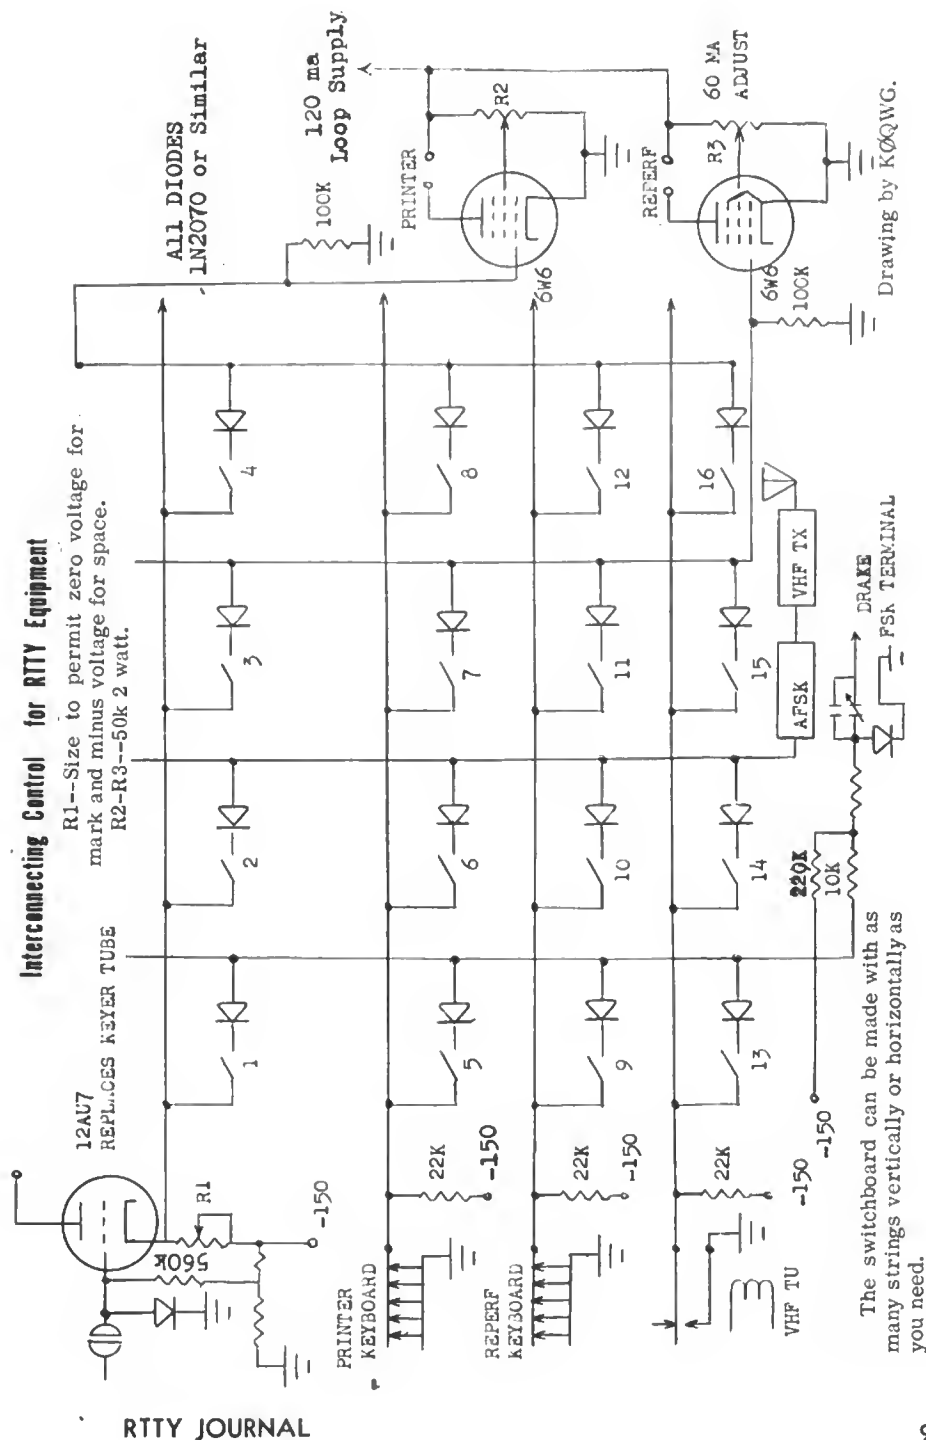 Interconnecting Control for RTTY Equipment
R1--Size to permit zero voltage for
mark and minus voltage for space.
R2-R3--50k 2 watt.
All DIODES
1N2070 or Similar
12AU7
REPLACES KEYER TUBE
R1
560k
-150
1
2
3
4
100K
120 ma
Loop Supply
PRINTER
R2
6W6
PRINTER
KEYBOARD
22K
-150
5
6
7
8
REPERF
KEYBOARD
22K
-150
9
10
11
12
REPERF
R3
60 MA
ADJUST
6W6
100K
VHF TU
22K
-150
13
14
15
16
-150
220K
10K
AFSK
VHF TX
DRAKE
FSK TERMINAL
The switchboard can be made with as
many strings vertically or horizontally as
you need.
Drawing by KØQWG.
RTTY JOURNAL
9